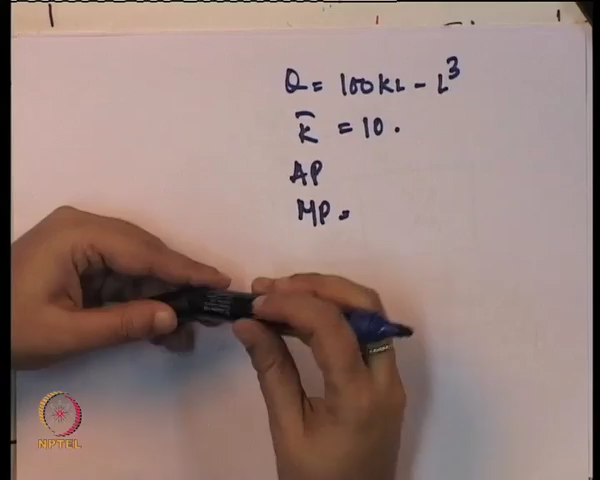 Q = 100KL - L³
K̄ = 10.
AP
MP =
NPTEL